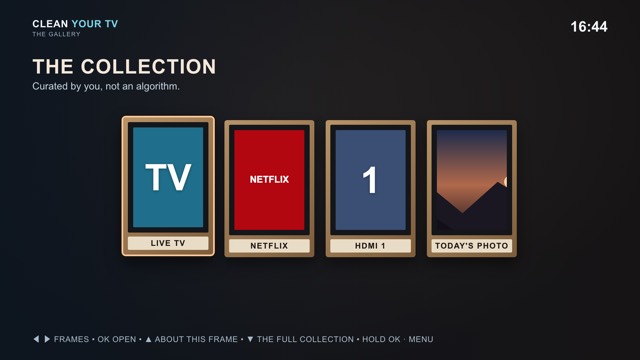 CLEAN YOUR TV
THE GALLERY
16:44
THE COLLECTION
Curated by you, not an algorithm.
TV
LIVE TV
NETFLIX
NETFLIX
1
HDMI 1
TODAY'S PHOTO
◀ ▶ FRAMES • OK OPEN • ▲ ABOUT THIS FRAME • ▼ THE FULL COLLECTION • HOLD OK · MENU